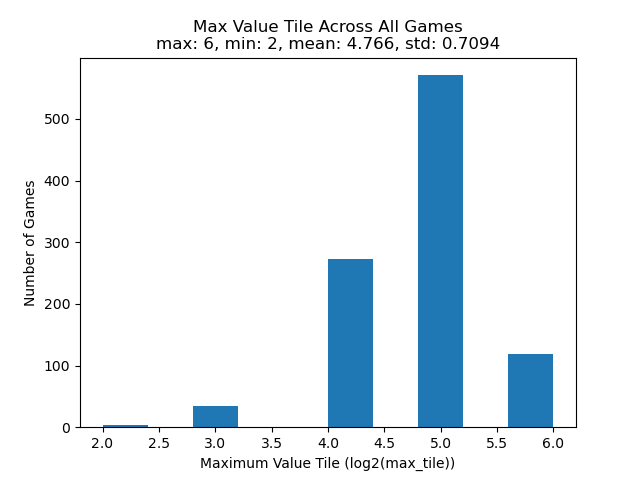 Max Value Tile Across All Games
max: 6, min: 2, mean: 4.766, std: 0.7094
Number of Games
500
400
300
200
100
0
2.0 2.5 3.0 3.5 4.0 4.5 5.0 5.5 6.0
Maximum Value Tile (log2(max_tile))